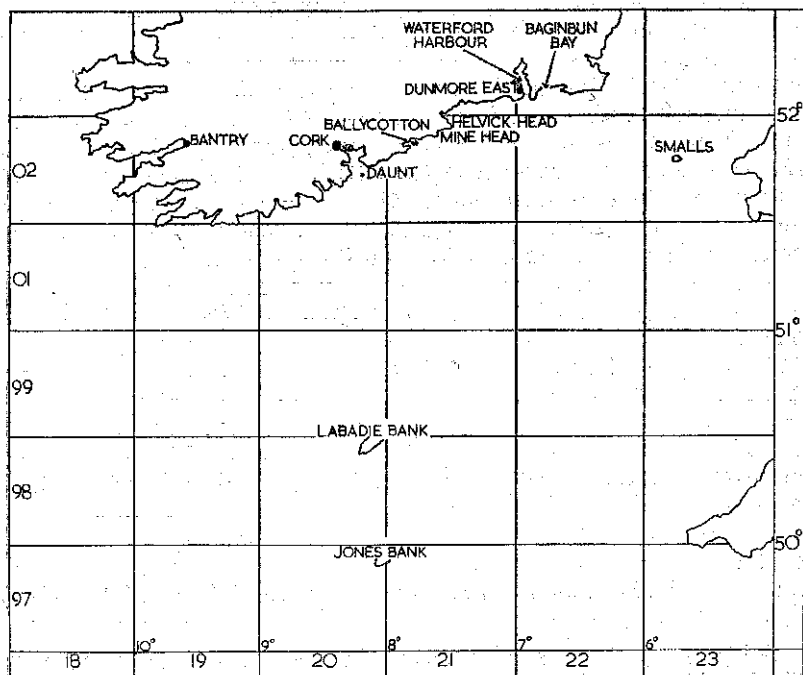 WATERFORD
HARBOUR
BAGINBUN
BAY
DUNMORE EAST
52°
BALLYCOTTON
HELVICK HEAD
MINE HEAD
BANTRY
CORK
SMALLS
02
DAUNT
01
51°
99
LABADIE BANK
98
50°
JONES BANK
97
10°
9°
8°
7°
6°
18
19
20
21
22
23